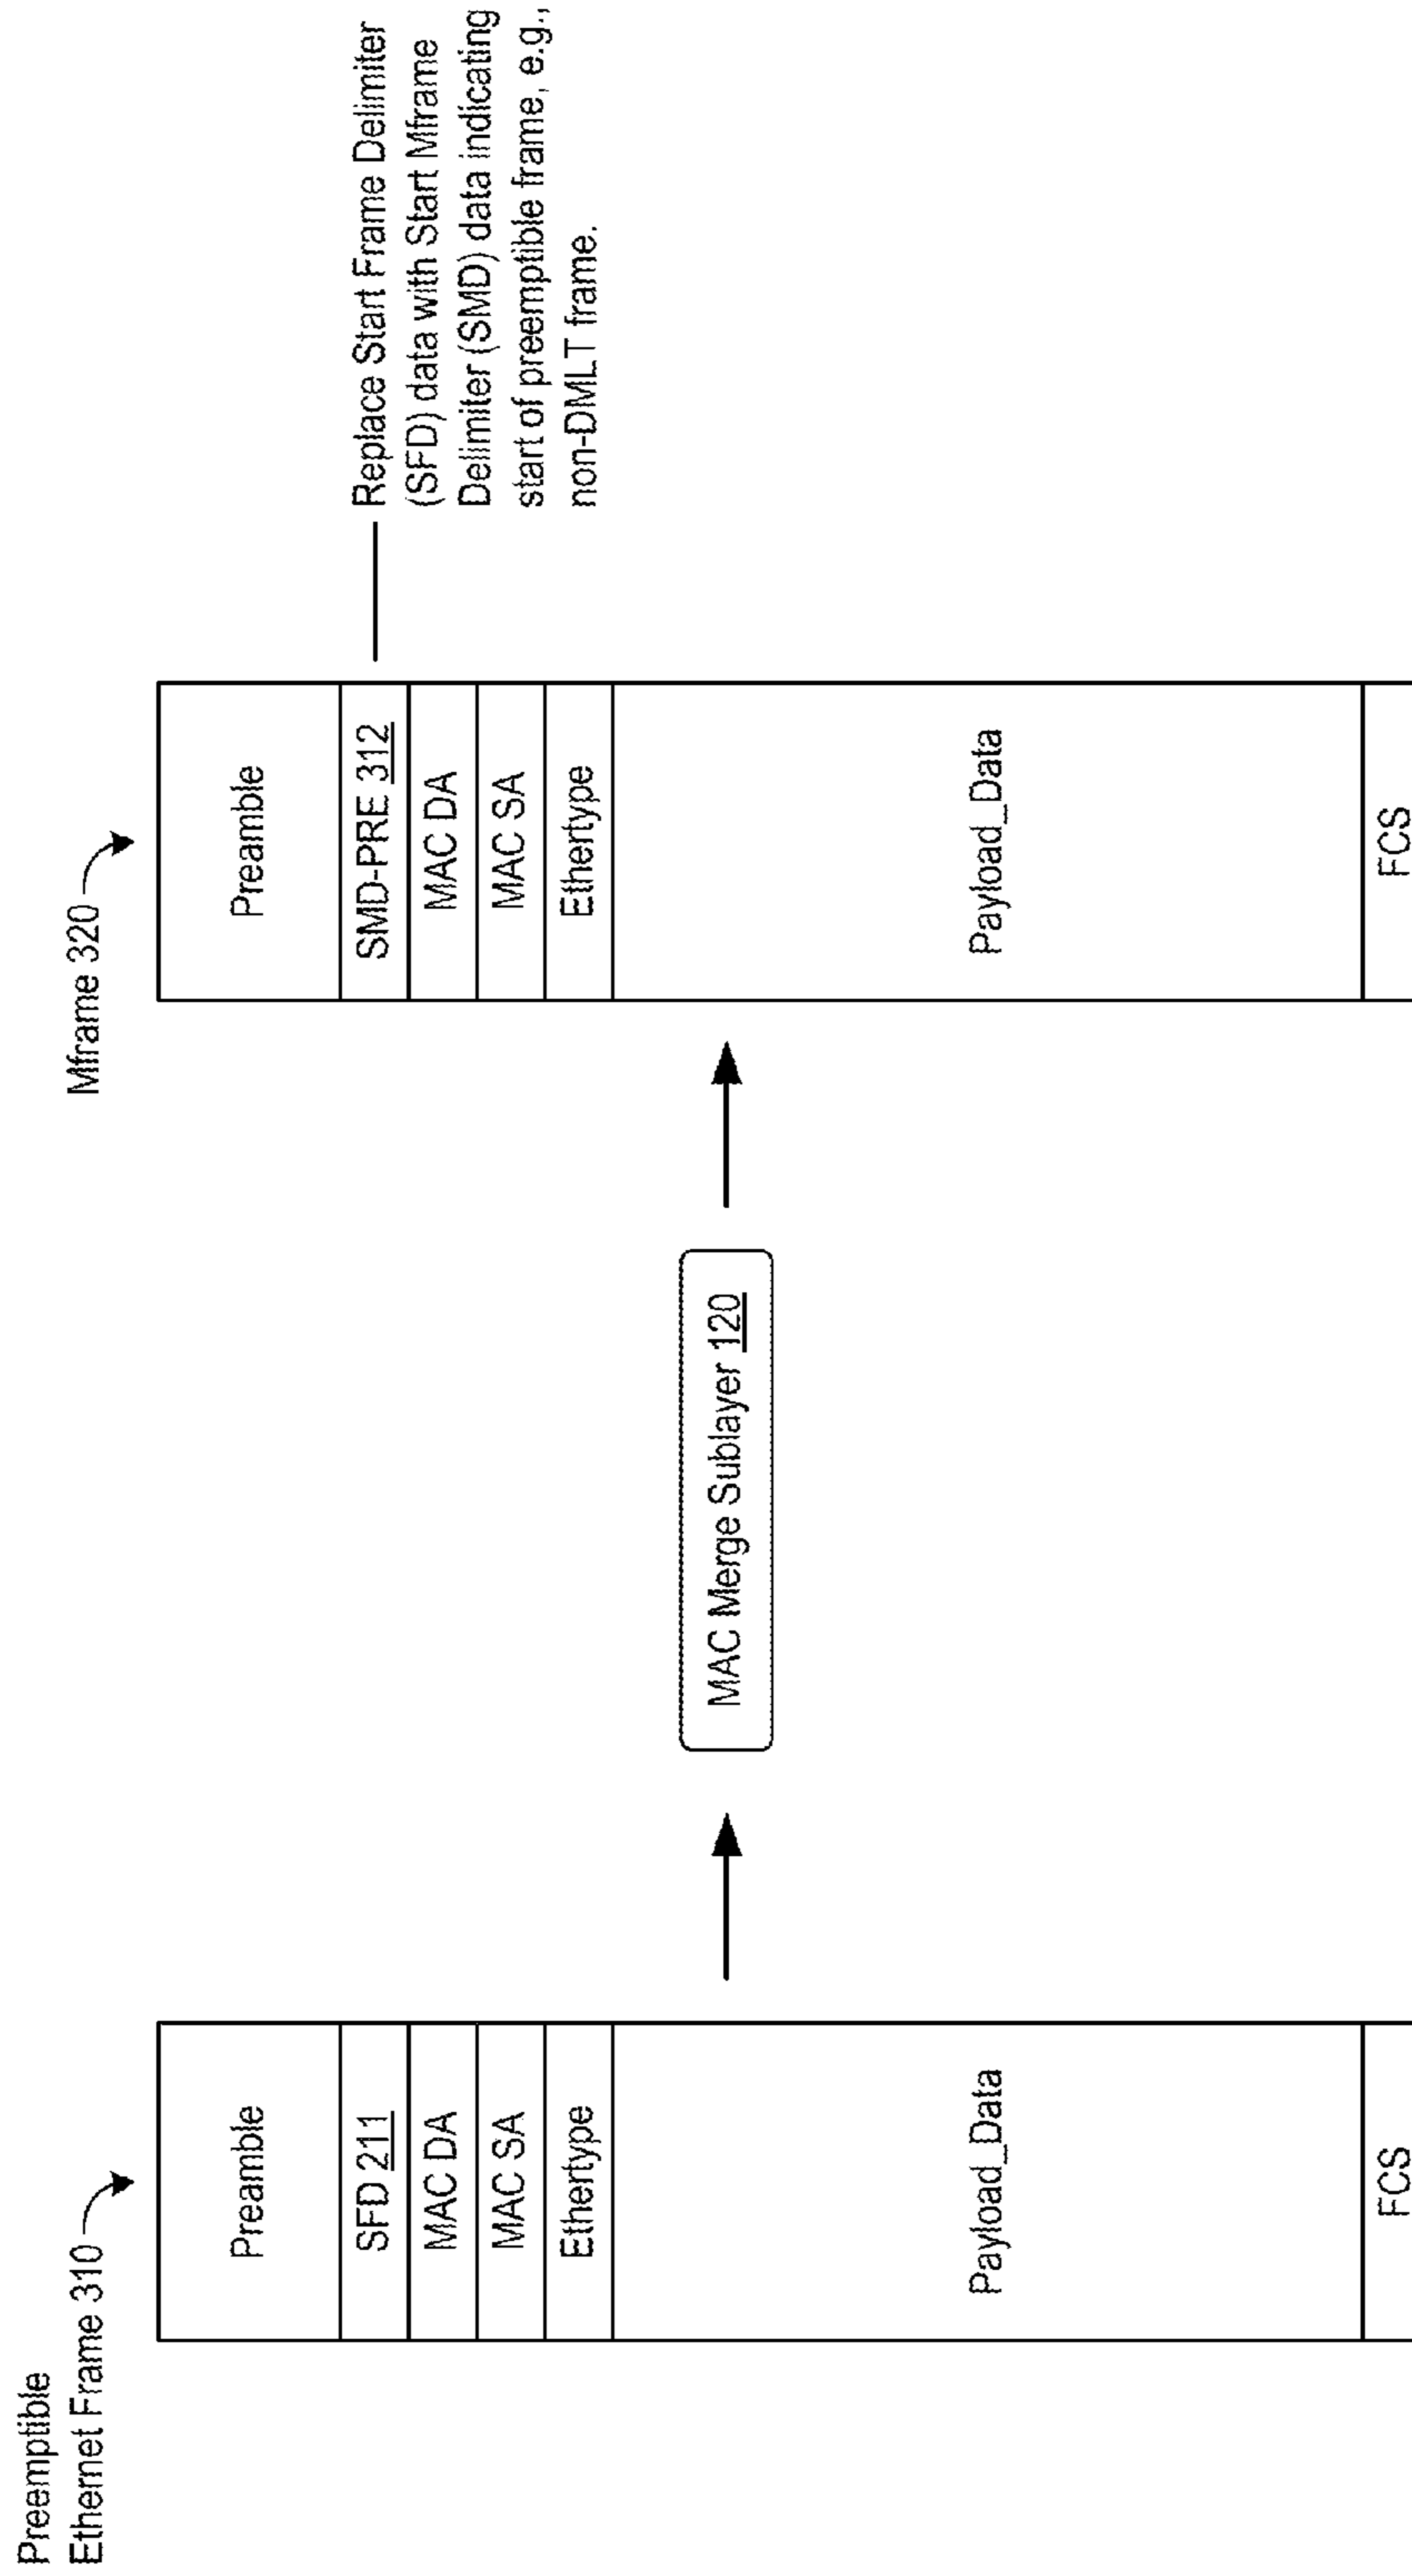 Preemptible
Ethernet Frame 310
Preamble
SFD 211
MAC DA
MAC SA
Ethertype
Payload_Data
FCS
MAC Merge Sublayer 120
Mframe 320
Preamble
SMD-PRE 312
MAC DA
MAC SA
Ethertype
Payload_Data
FCS
Replace Start Frame Delimiter
(SFD) data with Start Mframe
Delimiter (SMD) data indicating
start of preemptible frame, e.g.,
non-DMLT frame.